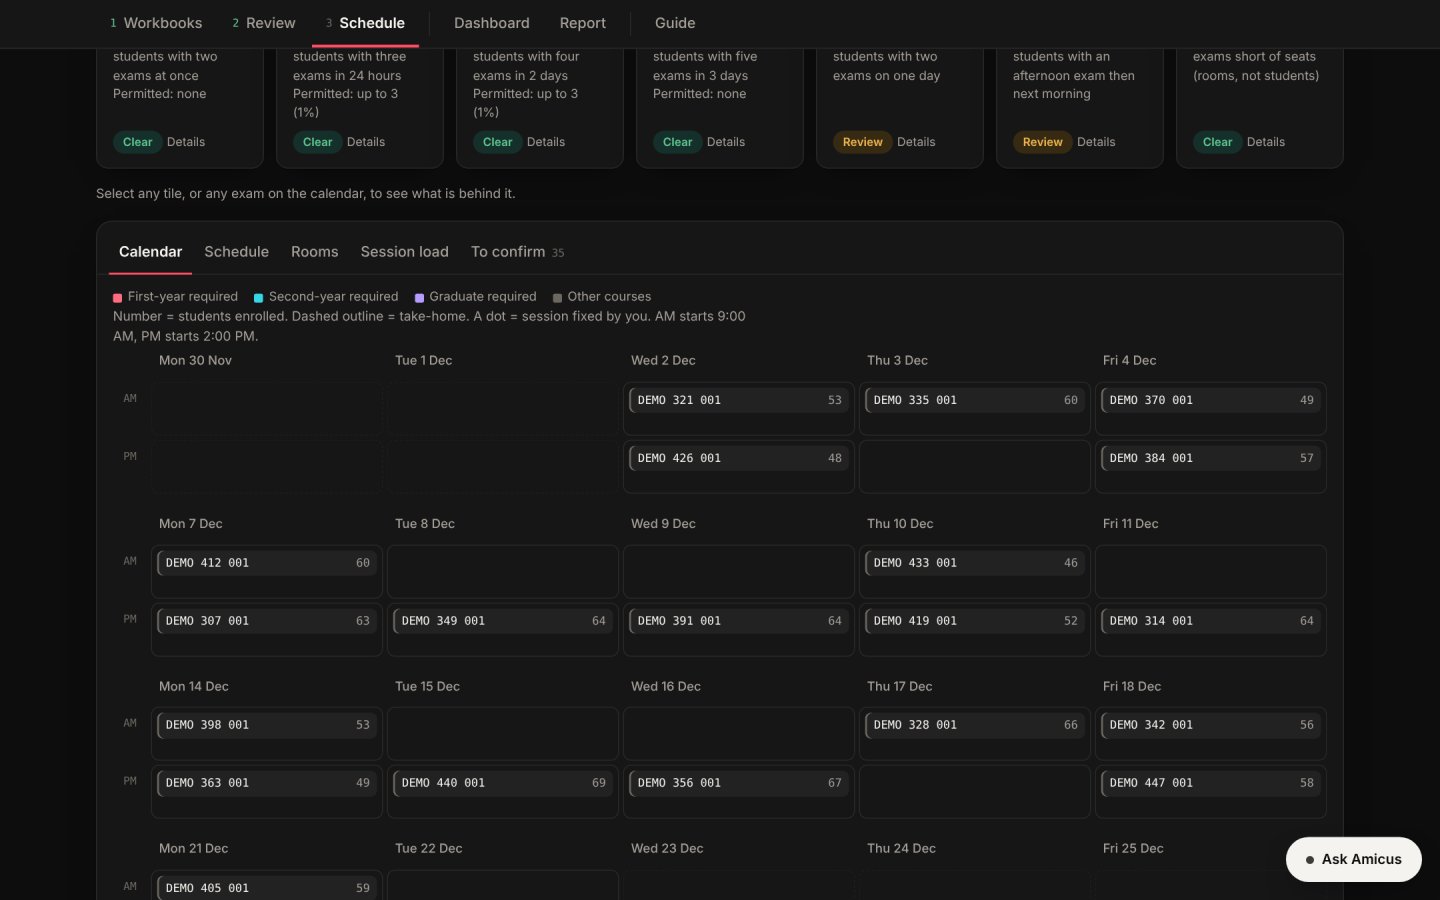 1 Workbooks 2 Review 3 Schedule Dashboard Report Guide
students with two
exams at once
Permitted: none
Clear Details
students with three
exams in 24 hours
Permitted: up to 3
(1%)
Clear Details
students with four
exams in 2 days
Permitted: up to 3
(1%)
Clear Details
students with five
exams in 3 days
Permitted: none
Clear Details
students with two
exams on one day
Review Details
students with an
afternoon exam then
next morning
Review Details
exams short of seats
(rooms, not students)
Clear Details
Select any tile, or any exam on the calendar, to see what is behind it.
Calendar Schedule Rooms Session load To confirm 35
First-year required Second-year required Graduate required Other courses
Number = students enrolled. Dashed outline = take-home. A dot = session fixed by you. AM starts 9:00
AM, PM starts 2:00 PM.
Mon 30 Nov Tue 1 Dec Wed 2 Dec Thu 3 Dec Fri 4 Dec
AM DEMO 321 001 53 DEMO 335 001 60 DEMO 370 001 49
PM DEMO 426 001 48 DEMO 384 001 57
Mon 7 Dec Tue 8 Dec Wed 9 Dec Thu 10 Dec Fri 11 Dec
AM DEMO 412 001 60 DEMO 433 001 46
PM DEMO 307 001 63 DEMO 349 001 64 DEMO 391 001 64 DEMO 419 001 52 DEMO 314 001 64
Mon 14 Dec Tue 15 Dec Wed 16 Dec Thu 17 Dec Fri 18 Dec
AM DEMO 398 001 53 DEMO 328 001 66 DEMO 342 001 56
PM DEMO 363 001 49 DEMO 440 001 69 DEMO 356 001 67 DEMO 447 001 58
Mon 21 Dec Tue 22 Dec Wed 23 Dec Thu 24 Dec Fri 25 Dec
AM DEMO 405 001 59
Ask Amicus